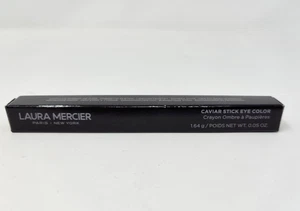 LAURA MERCIER
PARIS – NEW YORK
CAVIAR STICK EYE COLOR
Crayon Ombre à Paupières
1.64 g / POIDS NET WT. 0.05 OZ